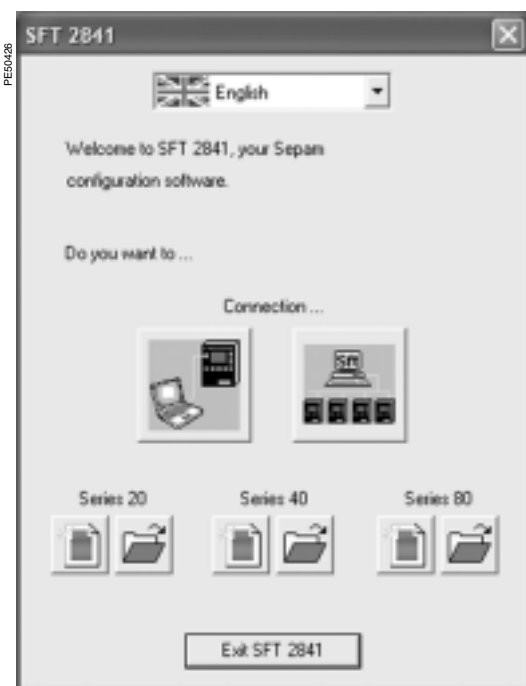 PE50426
SFT 2841
English
Welcome to SFT 2841, your Sepam
configuration software.
Do you want to ...
Connection ...
Sft
Series 20
Series 40
Series 80
Exit SFT 2841